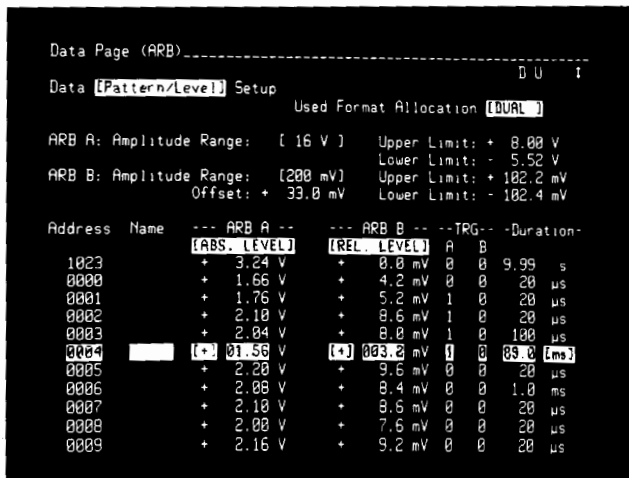 Data Page (ARB)
D U ↕
Data [Pattern/Level] Setup
Used Format Allocation [DUAL ]
ARB A: Amplitude Range: [ 16 V ] Upper Limit: + 8.00 V
Lower Limit: - 5.52 V
ARB B: Amplitude Range: [200 mV] Upper Limit: + 102.2 mV
Offset: + 33.0 mV Lower Limit: - 102.4 mV
Address Name --- ARB A -- --- ARB B -- --TRG-- -Duration-
[ABS. LEVEL] [REL. LEVEL] A B
1023 + 3.24 V + 0.0 mV 0 0 9.99 s
0000 + 1.66 V + 4.2 mV 0 0 20 µs
0001 + 1.76 V + 5.2 mV 1 0 20 µs
0002 + 2.10 V + 8.6 mV 1 0 20 µs
0003 + 2.04 V + 8.0 mV 1 0 100 µs
0004 [+] 01.56 V [+] 003.2 mV 1 0 89.0 [ms]
0005 + 2.20 V + 9.6 mV 0 0 20 µs
0006 + 2.08 V + 8.4 mV 0 0 1.0 ms
0007 + 2.10 V + 8.6 mV 0 0 20 µs
0008 + 2.00 V + 7.6 mV 0 0 20 µs
0009 + 2.16 V + 9.2 mV 0 0 20 µs